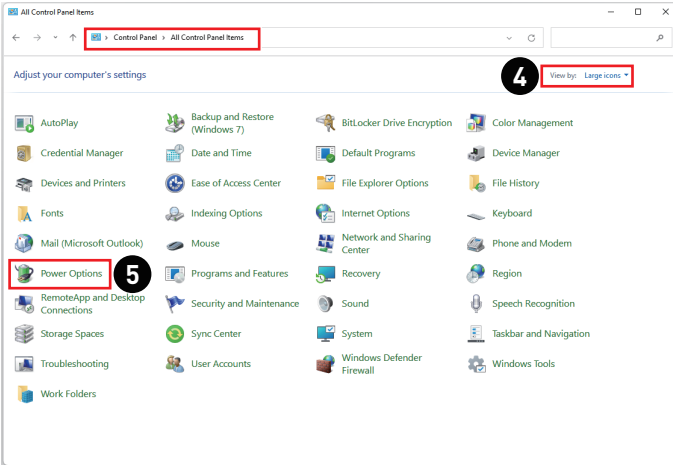 All Control Panel Items
Control Panel > All Control Panel Items
Adjust your computer's settings
4
View by: Large icons
AutoPlay
Backup and Restore
(Windows 7)
BitLocker Drive Encryption
Color Management
Credential Manager
Date and Time
Default Programs
Device Manager
Devices and Printers
Ease of Access Center
File Explorer Options
File History
Fonts
Indexing Options
Internet Options
Keyboard
Mail (Microsoft Outlook)
Mouse
Network and Sharing
Center
Phone and Modem
Power Options
5
Programs and Features
Recovery
Region
RemoteApp and Desktop
Connections
Security and Maintenance
Sound
Speech Recognition
Storage Spaces
Sync Center
System
Taskbar and Navigation
Troubleshooting
User Accounts
Windows Defender
Firewall
Windows Tools
Work Folders